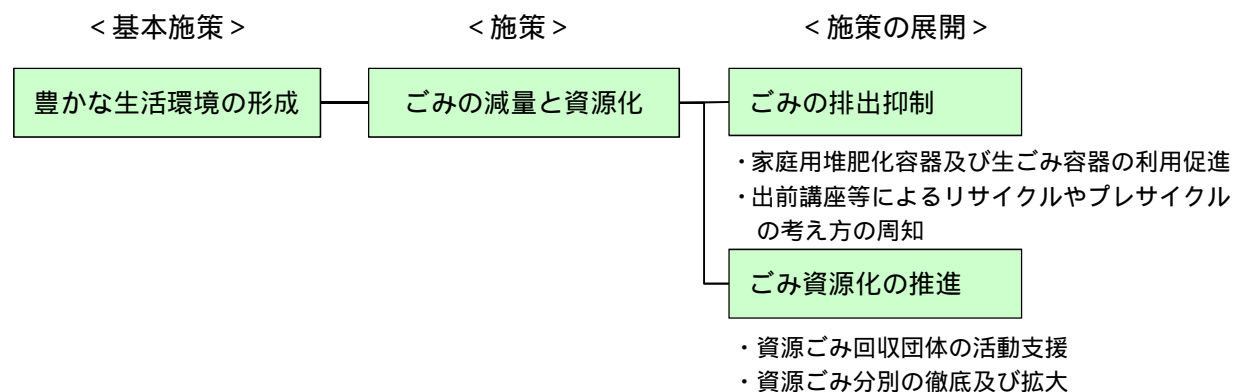 <基本施策>
<施策>
<施策の展開>
豊かな生活環境の形成
ごみの減量と資源化
ごみの排出抑制
・家庭用堆肥化容器及び生ごみ容器の利用促進
・出前講座等によるリサイクルやプレサイクル
の考え方の周知
ごみ資源化の推進
・資源ごみ回収団体の活動支援
・資源ごみ分別の徹底及び拡大